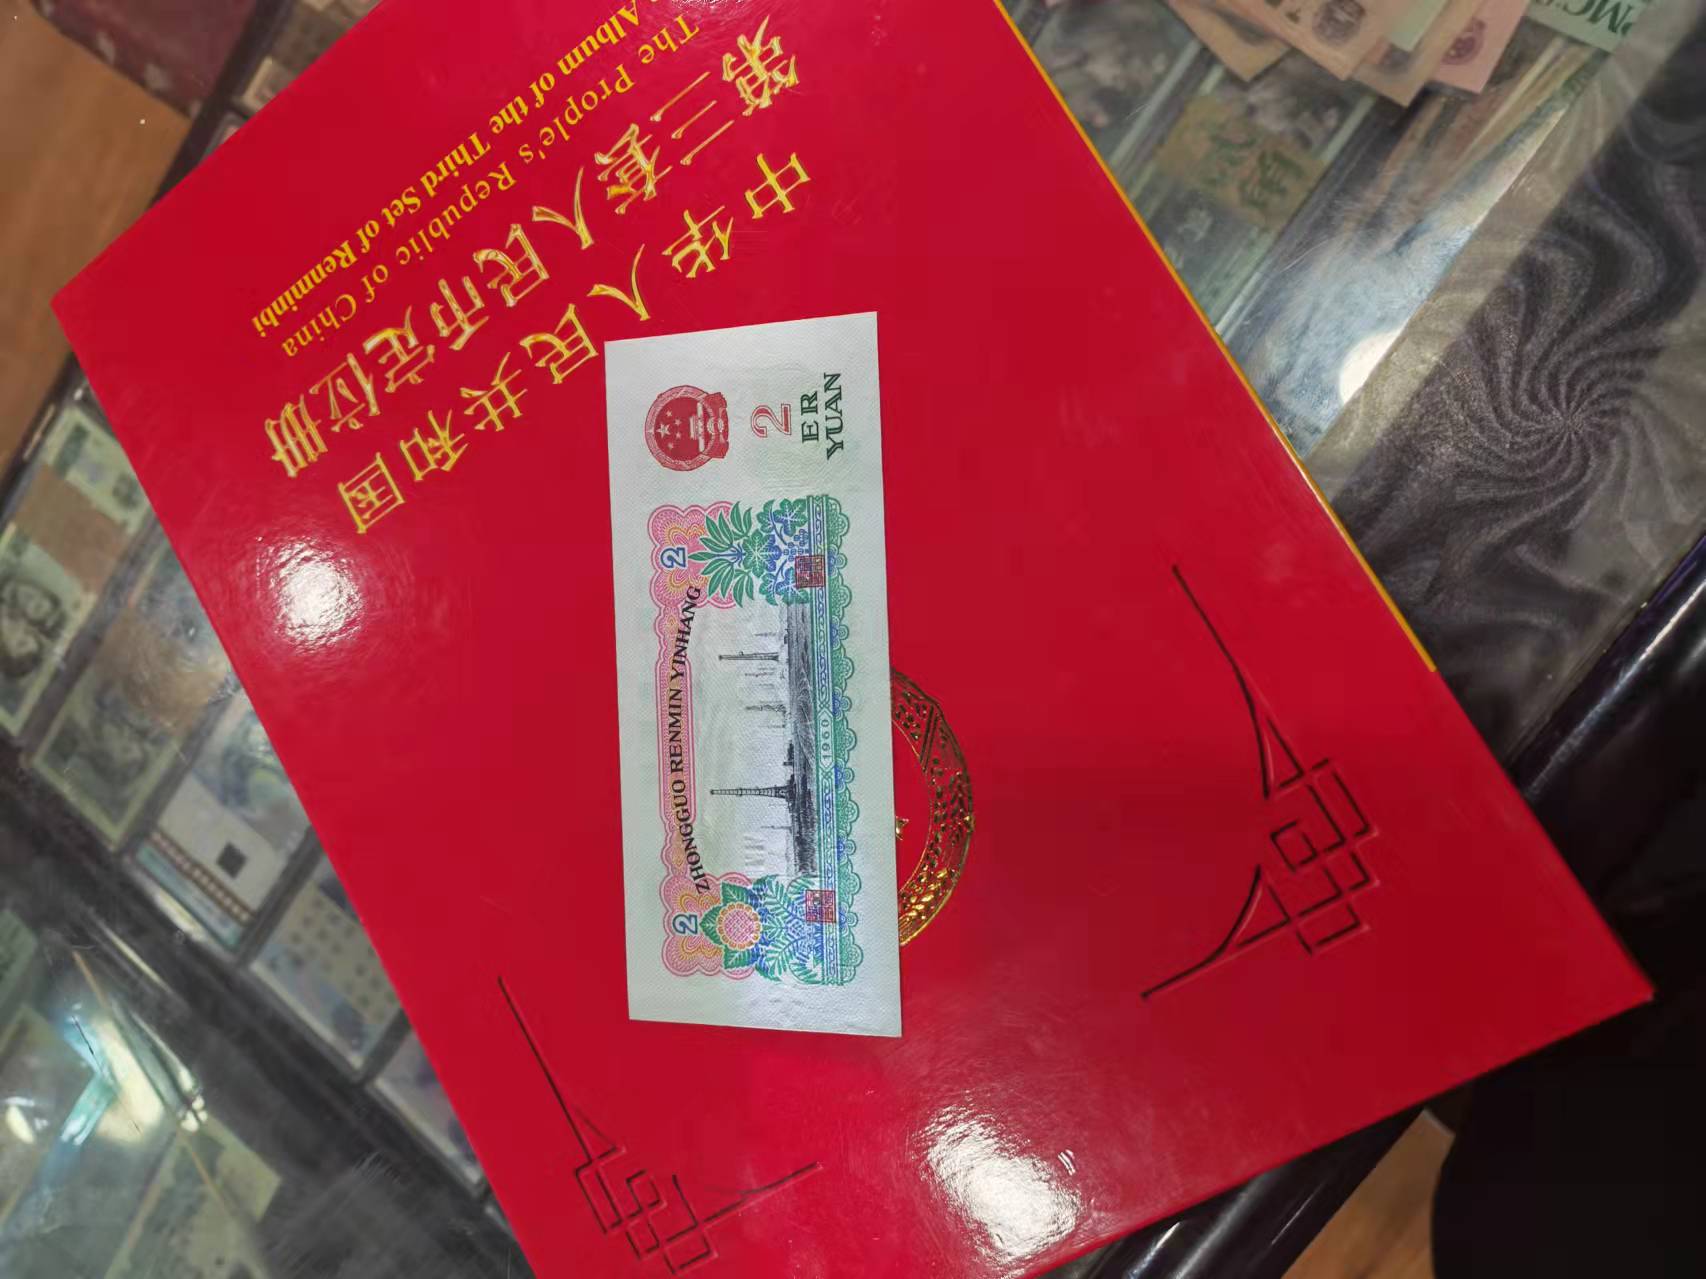 中华人民共和国
第三套人民币定位册
The Prople's Republic of China
Album of the Third Set of Renminbi
ZHONGGUO RENMIN YINHANG
2
2
2
ER
YUAN
1960